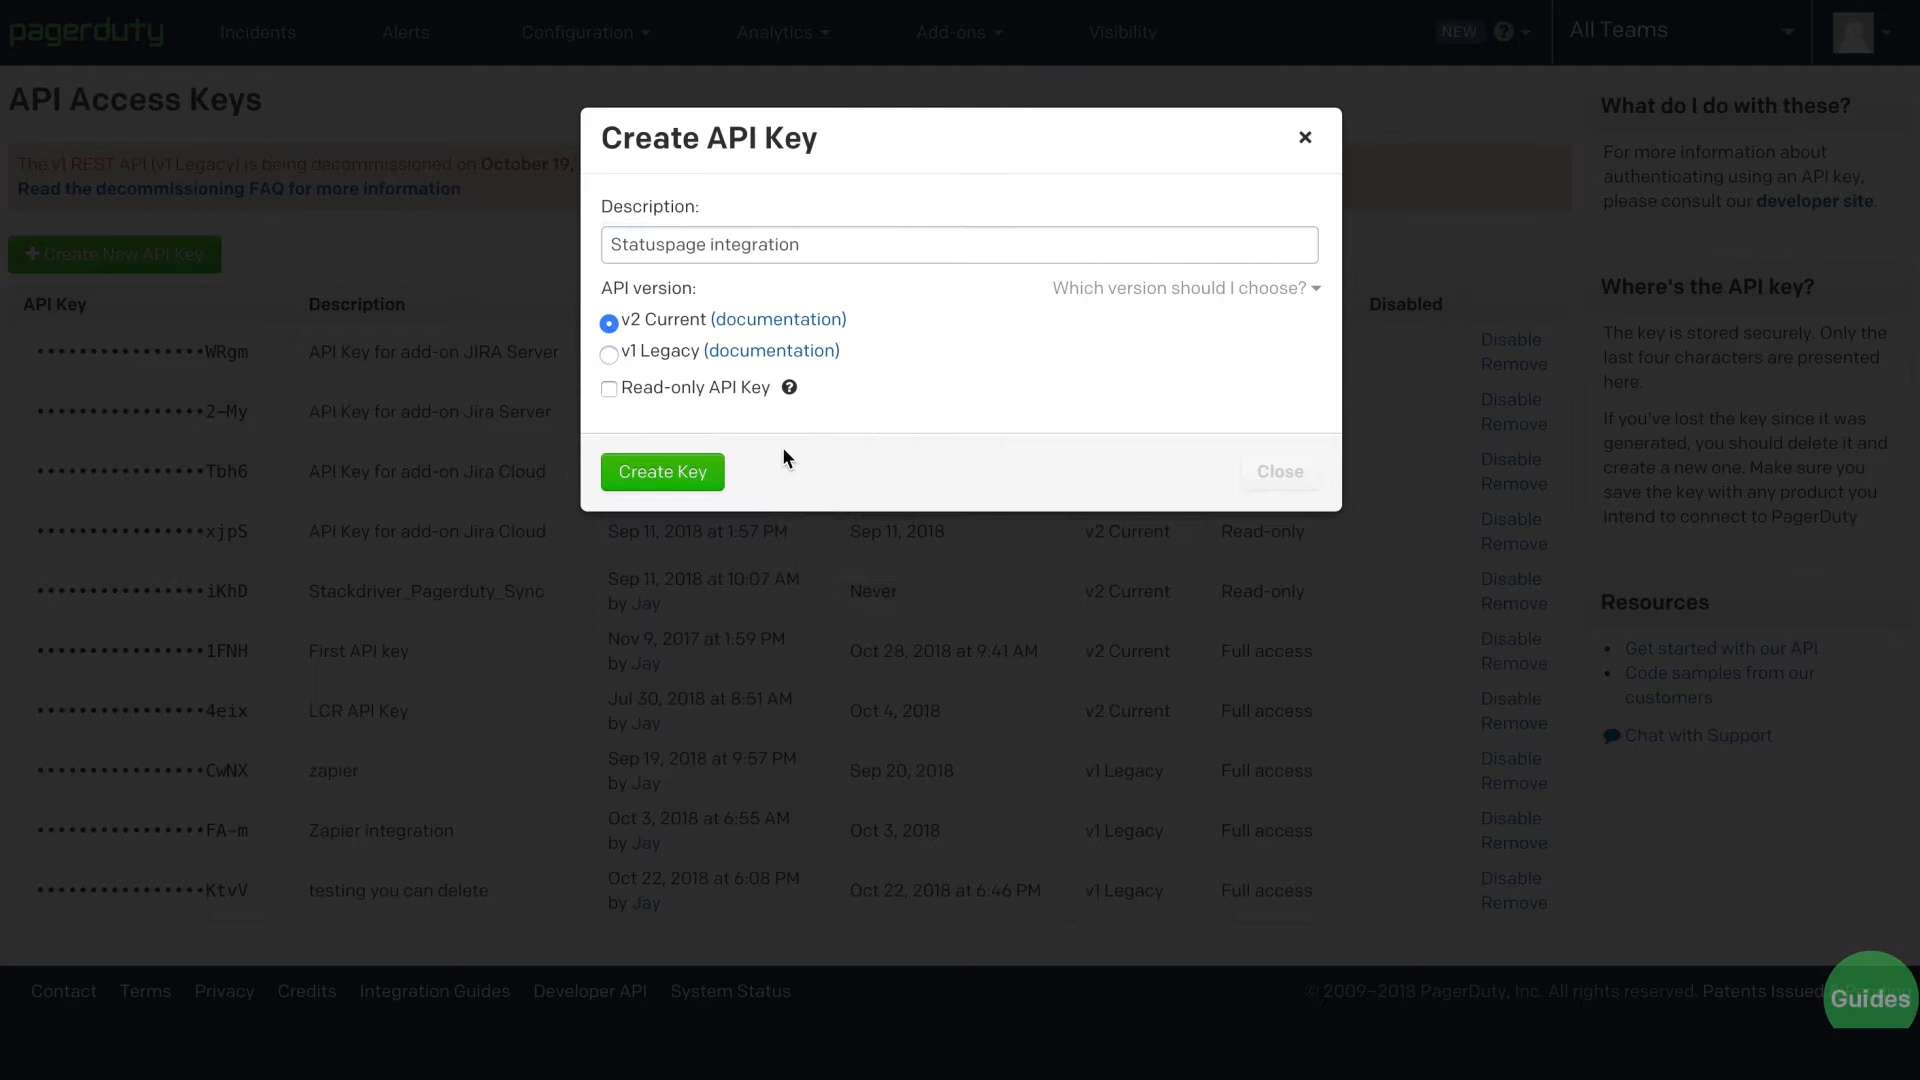 pagerduty
Incidents
Alerts
Configuration
Analytics
Add-ons
Visibility
NEW
All Teams
API Access Keys
The v1 REST API (v1 Legacy) is being decommissioned on October 19,
Read the decommissioning FAQ for more information
+ Create New API Key
Create API Key
×
Description:
Statuspage integration
API version:
Which version should I choose?
v2 Current (documentation)
v1 Legacy (documentation)
Read-only API Key ?
Create Key
Close
API Key
Description
Disabled
••••••••••••••••WRgm
API Key for add-on JIRA Server
Disable
Remove
••••••••••••••••2-My
API Key for add-on Jira Server
Disable
Remove
••••••••••••••••Tbh6
API Key for add-on Jira Cloud
Disable
Remove
••••••••••••••••xjpS
API Key for add-on Jira Cloud
Sep 11, 2018 at 1:57 PM
Sep 11, 2018
v2 Current
Read-only
Disable
Remove
••••••••••••••••iKhD
Stackdriver_Pagerduty_Sync
Sep 11, 2018 at 10:07 AM
by Jay
Never
v2 Current
Read-only
Disable
Remove
••••••••••••••••1FNH
First API key
Nov 9, 2017 at 1:59 PM
by Jay
Oct 28, 2018 at 9:41 AM
v2 Current
Full access
Disable
Remove
••••••••••••••••4eix
LCR API Key
Jul 30, 2018 at 8:51 AM
by Jay
Oct 4, 2018
v2 Current
Full access
Disable
Remove
••••••••••••••••CwNX
zapier
Sep 19, 2018 at 9:57 PM
by Jay
Sep 20, 2018
v1 Legacy
Full access
Disable
Remove
••••••••••••••••FA-m
Zapier integration
Oct 3, 2018 at 6:55 AM
by Jay
Oct 3, 2018
v1 Legacy
Full access
Disable
Remove
••••••••••••••••KtvV
testing you can delete
Oct 22, 2018 at 6:08 PM
by Jay
Oct 22, 2018 at 6:46 PM
v1 Legacy
Full access
Disable
Remove
What do I do with these?
For more information about
authenticating using an API key,
please consult our developer site.
Where's the API key?
The key is stored securely. Only the
last four characters are presented
here.
If you've lost the key since it was
generated, you should delete it and
create a new one. Make sure you
save the key with any product you
intend to connect to PagerDuty
Resources
• Get started with our API
• Code samples from our
customers
Chat with Support
Contact
Terms
Privacy
Credits
Integration Guides
Developer API
System Status
© 2009–2018 PagerDuty, Inc. All rights reserved. Patents Issued
Guides